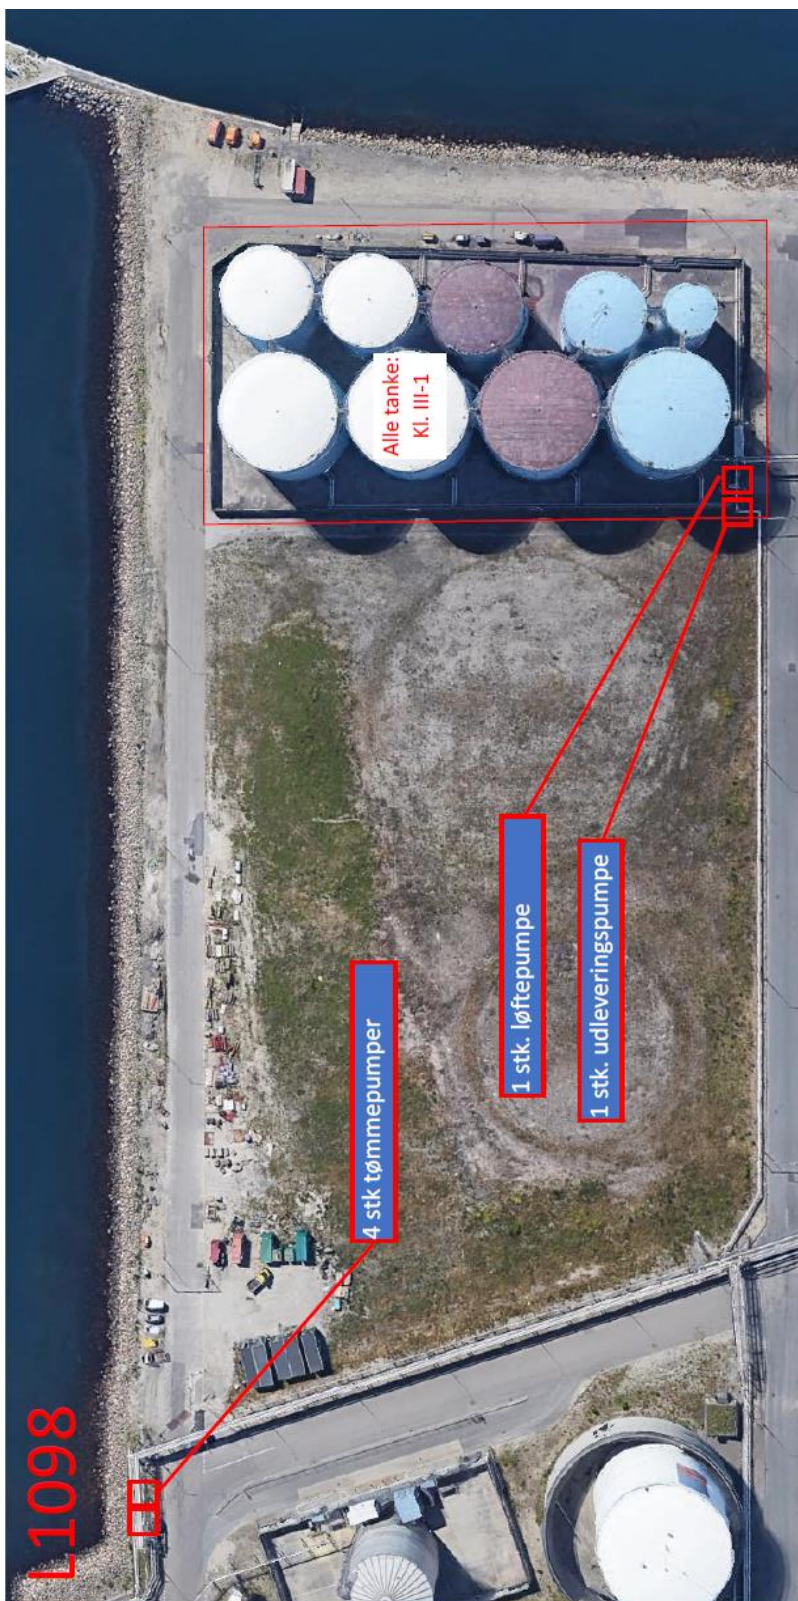 L1098
Alle tanke:
Kl. III-1
4 stk tømmepumper
1 stk. løftepumpe
1 stk. udleveringspumpe